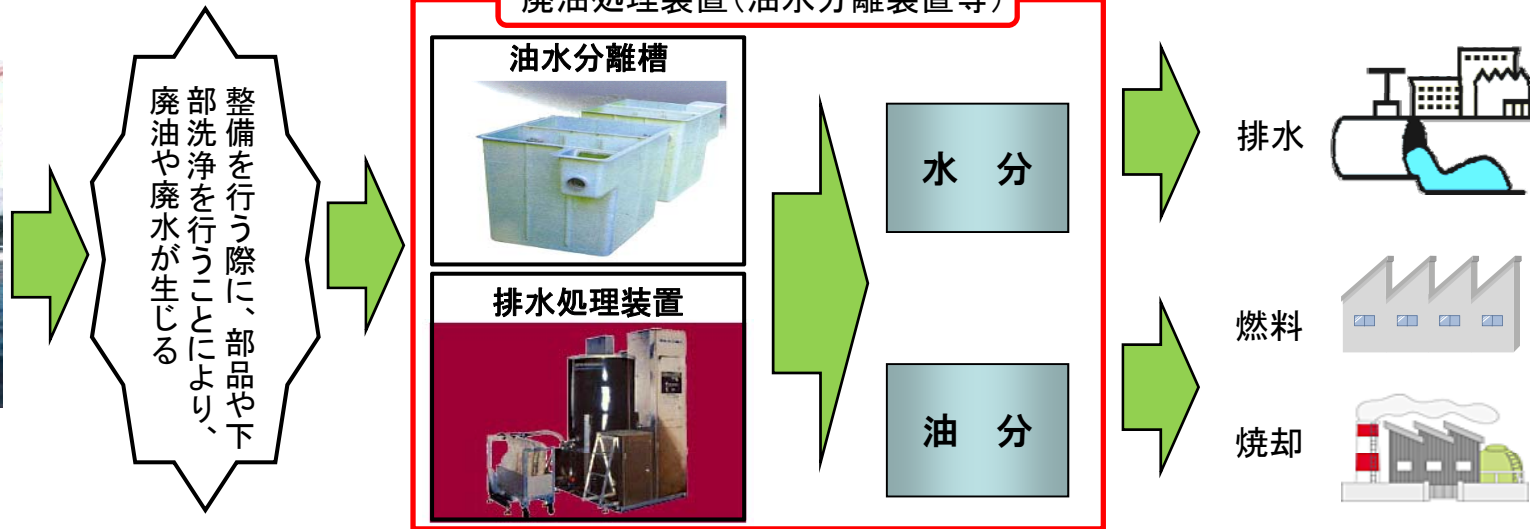 整備を行う際に、部品や下
部洗浄を行うことにより、
廃油や廃水が生じる
廃油処理装置(油水分離装置等)
油水分離槽
排水処理装置
水 分
油 分
排水
燃料
焼却